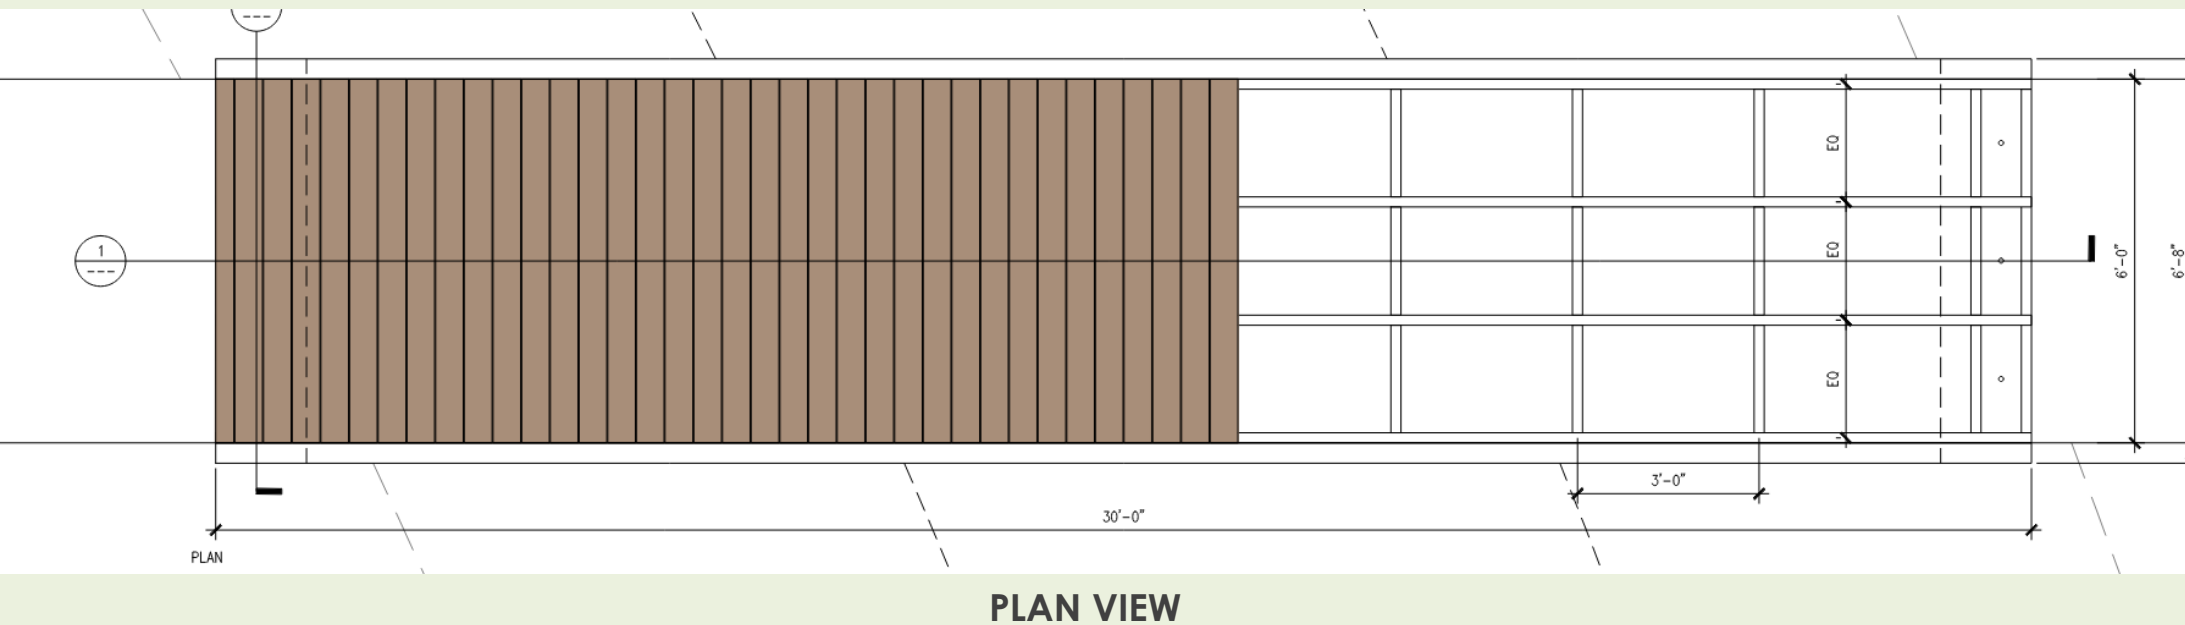 ---
1
---
EQ
EQ
EQ
6'-0"
6'-8"
3'-0"
30'-0"
PLAN
PLAN VIEW